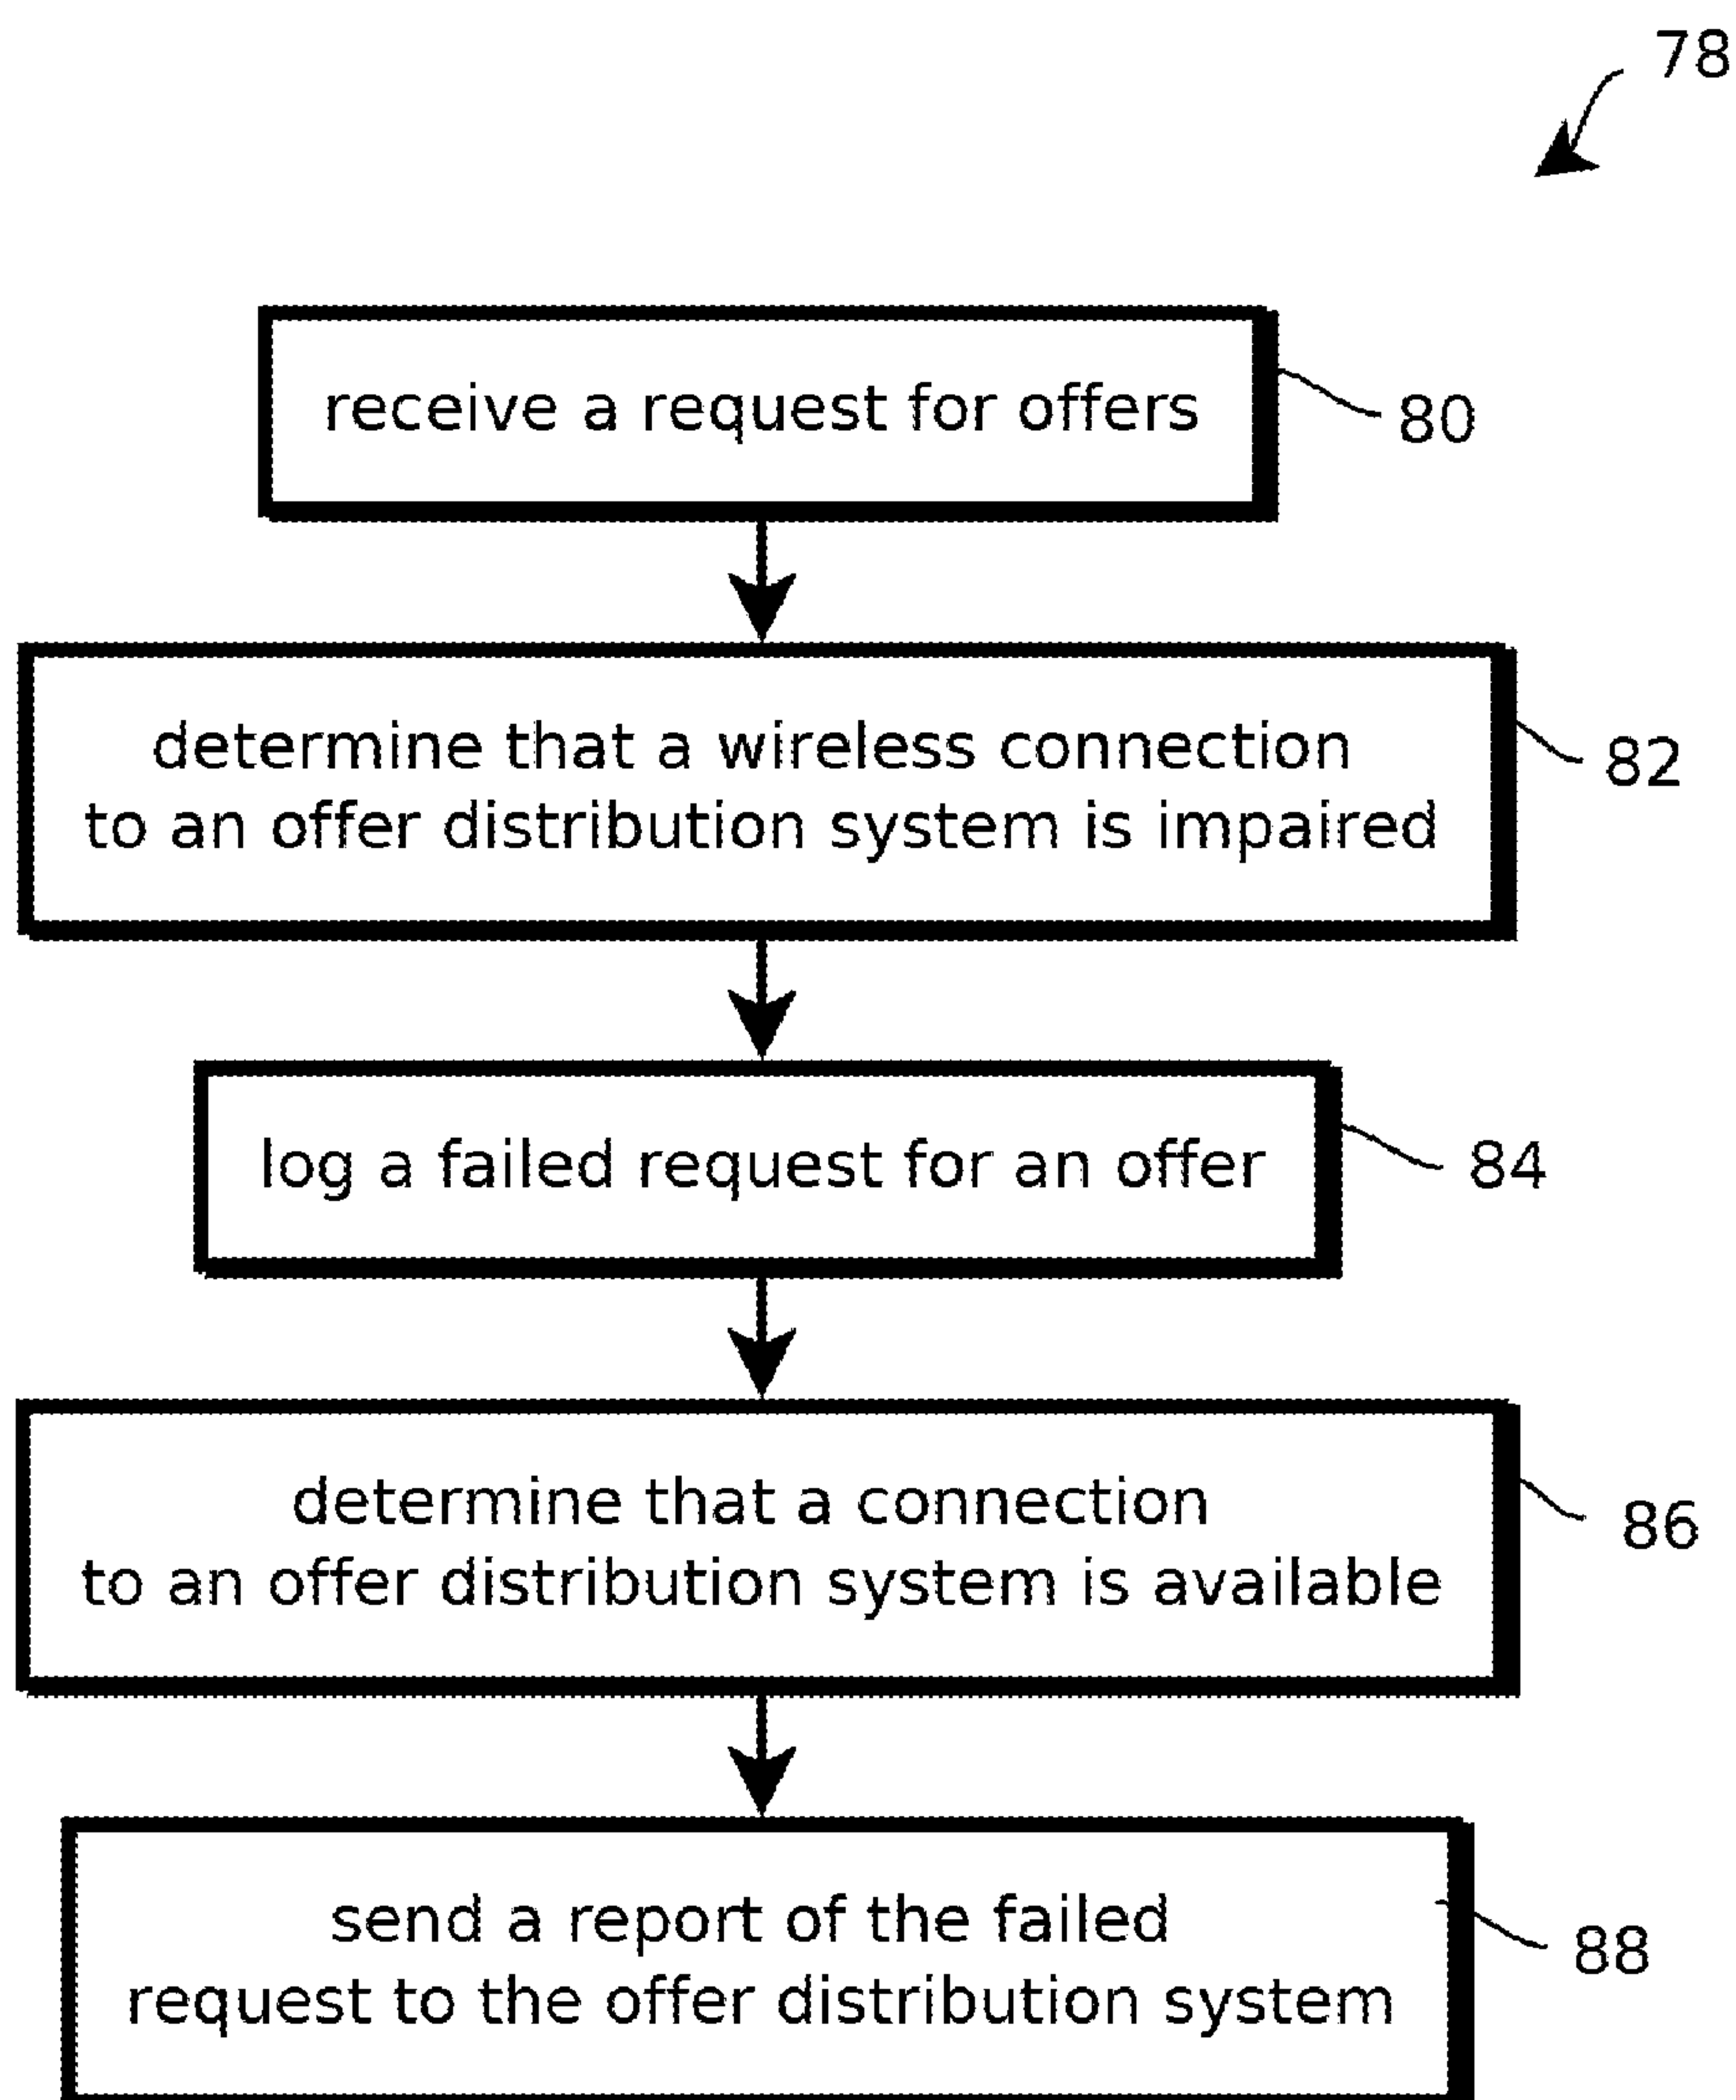 78
receive a request for offers
80
determine that a wireless connection
to an offer distribution system is impaired
82
log a failed request for an offer
84
determine that a connection
to an offer distribution system is available
86
send a report of the failed
request to the offer distribution system
88